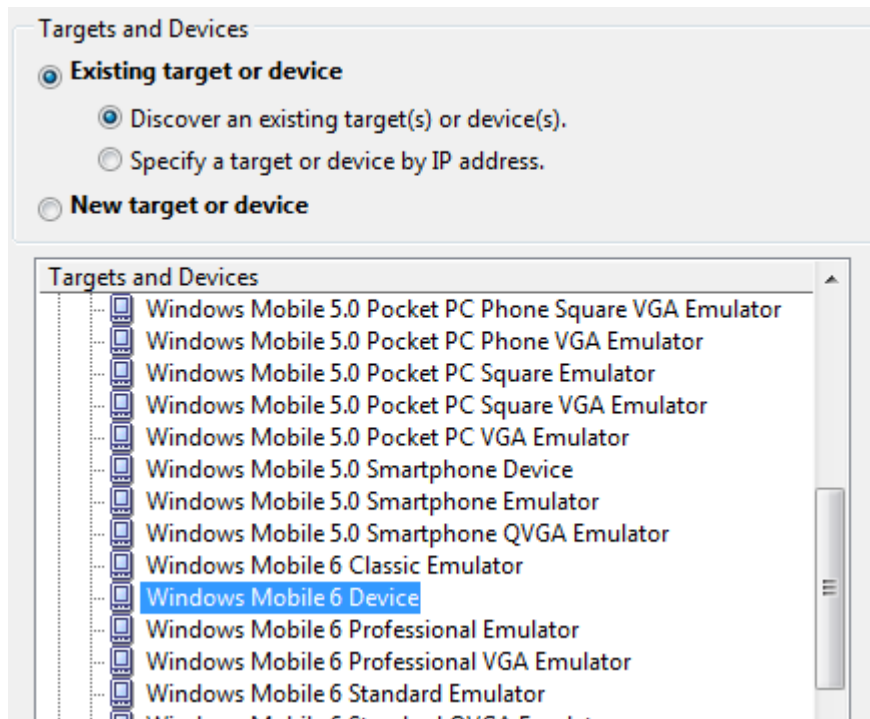 Targets and Devices
Existing target or device
Discover an existing target(s) or device(s).
Specify a target or device by IP address.
New target or device
Targets and Devices
Windows Mobile 5.0 Pocket PC Phone Square VGA Emulator
Windows Mobile 5.0 Pocket PC Phone VGA Emulator
Windows Mobile 5.0 Pocket PC Square Emulator
Windows Mobile 5.0 Pocket PC Square VGA Emulator
Windows Mobile 5.0 Pocket PC VGA Emulator
Windows Mobile 5.0 Smartphone Device
Windows Mobile 5.0 Smartphone Emulator
Windows Mobile 5.0 Smartphone QVGA Emulator
Windows Mobile 6 Classic Emulator
Windows Mobile 6 Device
Windows Mobile 6 Professional Emulator
Windows Mobile 6 Professional VGA Emulator
Windows Mobile 6 Standard Emulator